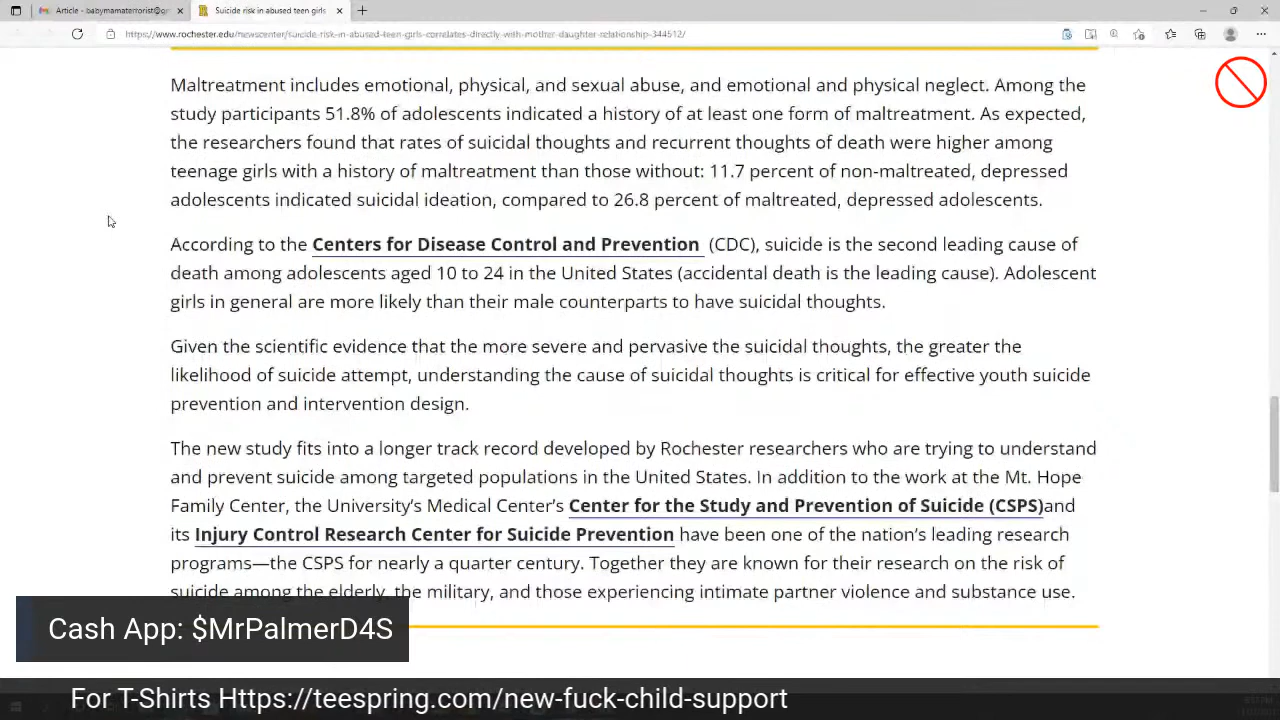 Article - babymamaterrorist@gr
Suicide risk in abused teen girls
https://www.rochester.edu/newscenter/suicide-risk-in-abused-teen-girls-correlates-directly-with-mother-daughter-relationship-344512/
Maltreatment includes emotional, physical, and sexual abuse, and emotional and physical neglect. Among the
study participants 51.8% of adolescents indicated a history of at least one form of maltreatment. As expected,
the researchers found that rates of suicidal thoughts and recurrent thoughts of death were higher among
teenage girls with a history of maltreatment than those without: 11.7 percent of non-maltreated, depressed
adolescents indicated suicidal ideation, compared to 26.8 percent of maltreated, depressed adolescents.
According to the Centers for Disease Control and Prevention (CDC), suicide is the second leading cause of
death among adolescents aged 10 to 24 in the United States (accidental death is the leading cause). Adolescent
girls in general are more likely than their male counterparts to have suicidal thoughts.
Given the scientific evidence that the more severe and pervasive the suicidal thoughts, the greater the
likelihood of suicide attempt, understanding the cause of suicidal thoughts is critical for effective youth suicide
prevention and intervention design.
The new study fits into a longer track record developed by Rochester researchers who are trying to understand
and prevent suicide among targeted populations in the United States. In addition to the work at the Mt. Hope
Family Center, the University's Medical Center's Center for the Study and Prevention of Suicide (CSPS)and
its Injury Control Research Center for Suicide Prevention have been one of the nation's leading research
programs—the CSPS for nearly a quarter century. Together they are known for their research on the risk of
suicide among the elderly, the military, and those experiencing intimate partner violence and substance use.
Cash App: $MrPalmerD4S
For T-Shirts Https://teespring.com/new-fuck-child-support